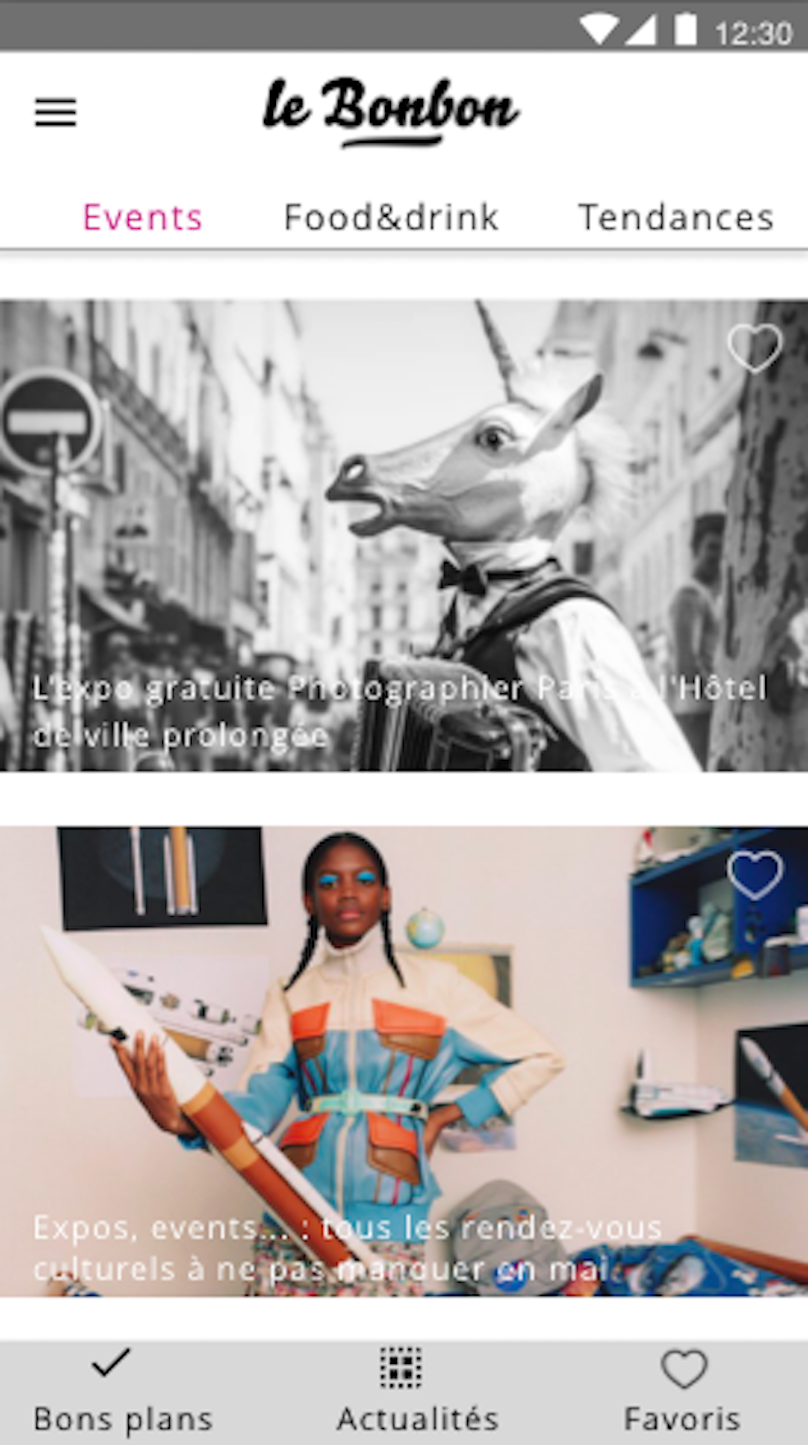 12:30
le Bonbon
Events Food&drink Tendances
L'expo gratuite Photographier Paris à l'Hôtel
de ville prolongée
Expos, events... : tous les rendez-vous
culturels à ne pas manquer en mai
Bons plans Actualités Favoris